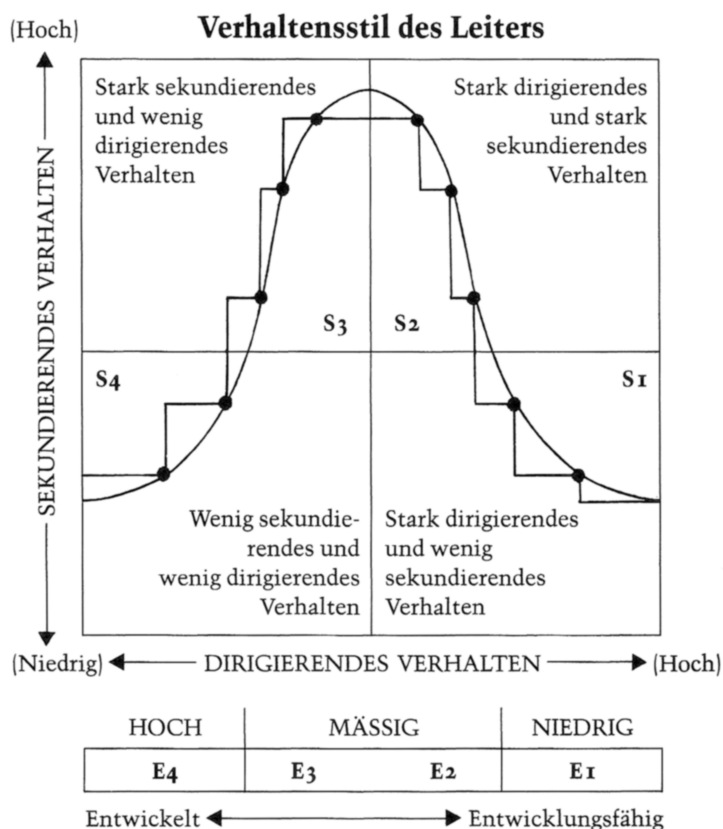 Verhaltensstil des Leiters
(Hoch)
SEKUNDIERENDES VERHALTEN
Stark sekundierendes
und wenig
dirigierendes
Verhalten
Stark dirigierendes
und stark
sekundierendes
Verhalten
S3
S2
S4
S1
Wenig sekundie-
rendes und
wenig dirigierendes
Verhalten
Stark dirigierendes
und wenig
sekundierendes
Verhalten
(Niedrig)
DIRIGIERENDES VERHALTEN
(Hoch)
HOCH
MÄSSIG
NIEDRIG
E4
E3
E2
E1
Entwickelt
Entwicklungsfähig